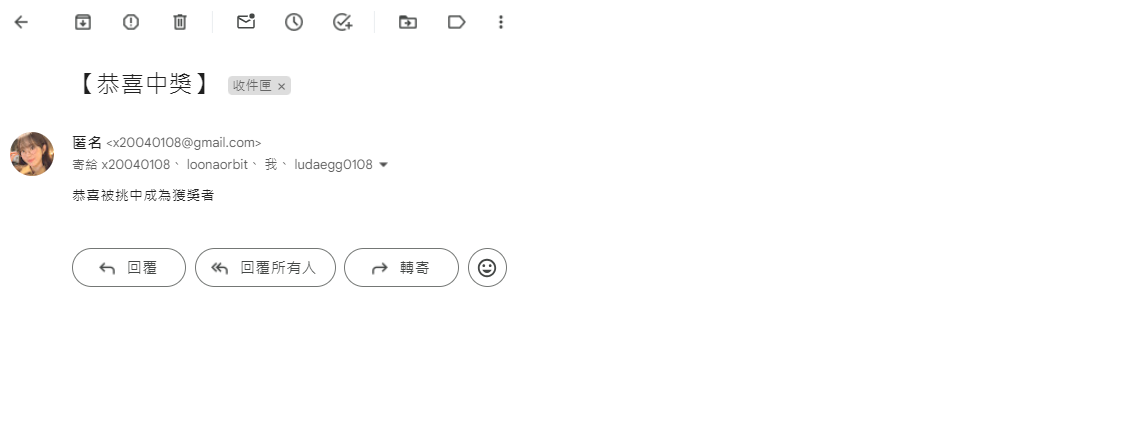 【恭喜中獎】 收件匣 ×
匿名 <x20040108@gmail.com>
寄給 x20040108、 loonaorbit、 我、 ludaegg0108
恭喜被挑中成為獲獎者
回覆 回覆所有人 轉寄